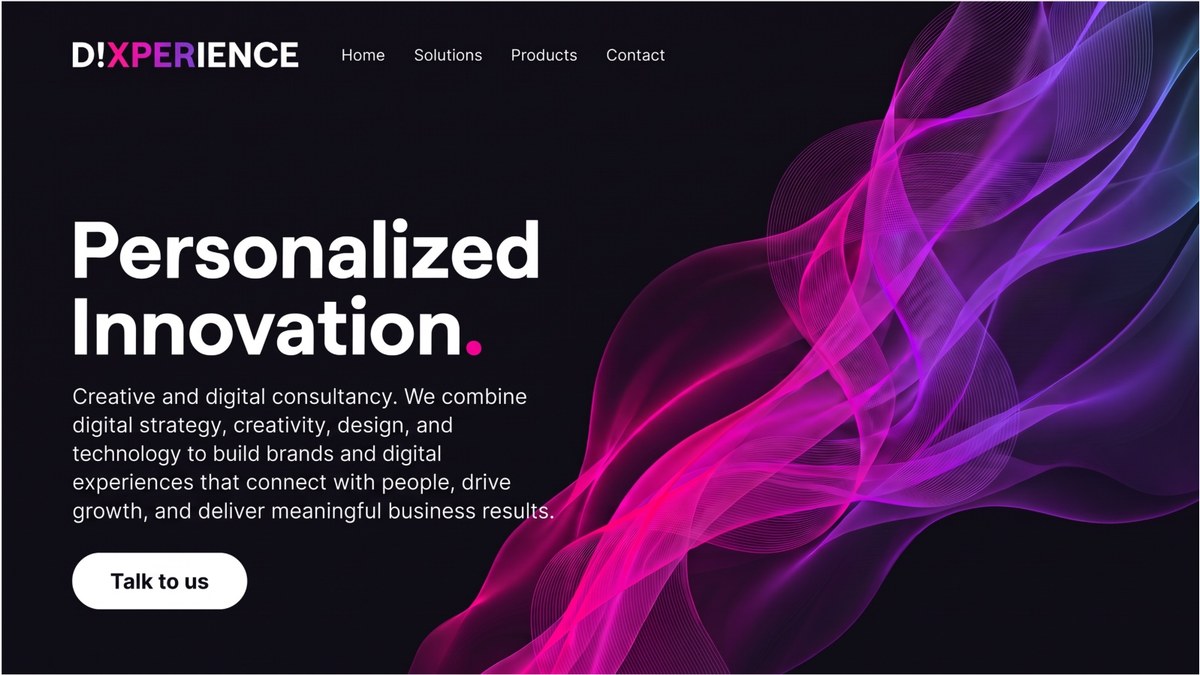 D!XPERIENCE
Home Solutions Products Contact
Personalized
Innovation.
Creative and digital consultancy. We combine
digital strategy, creativity, design, and
technology to build brands and digital
experiences that connect with people, drive
growth, and deliver meaningful business results.
Talk to us